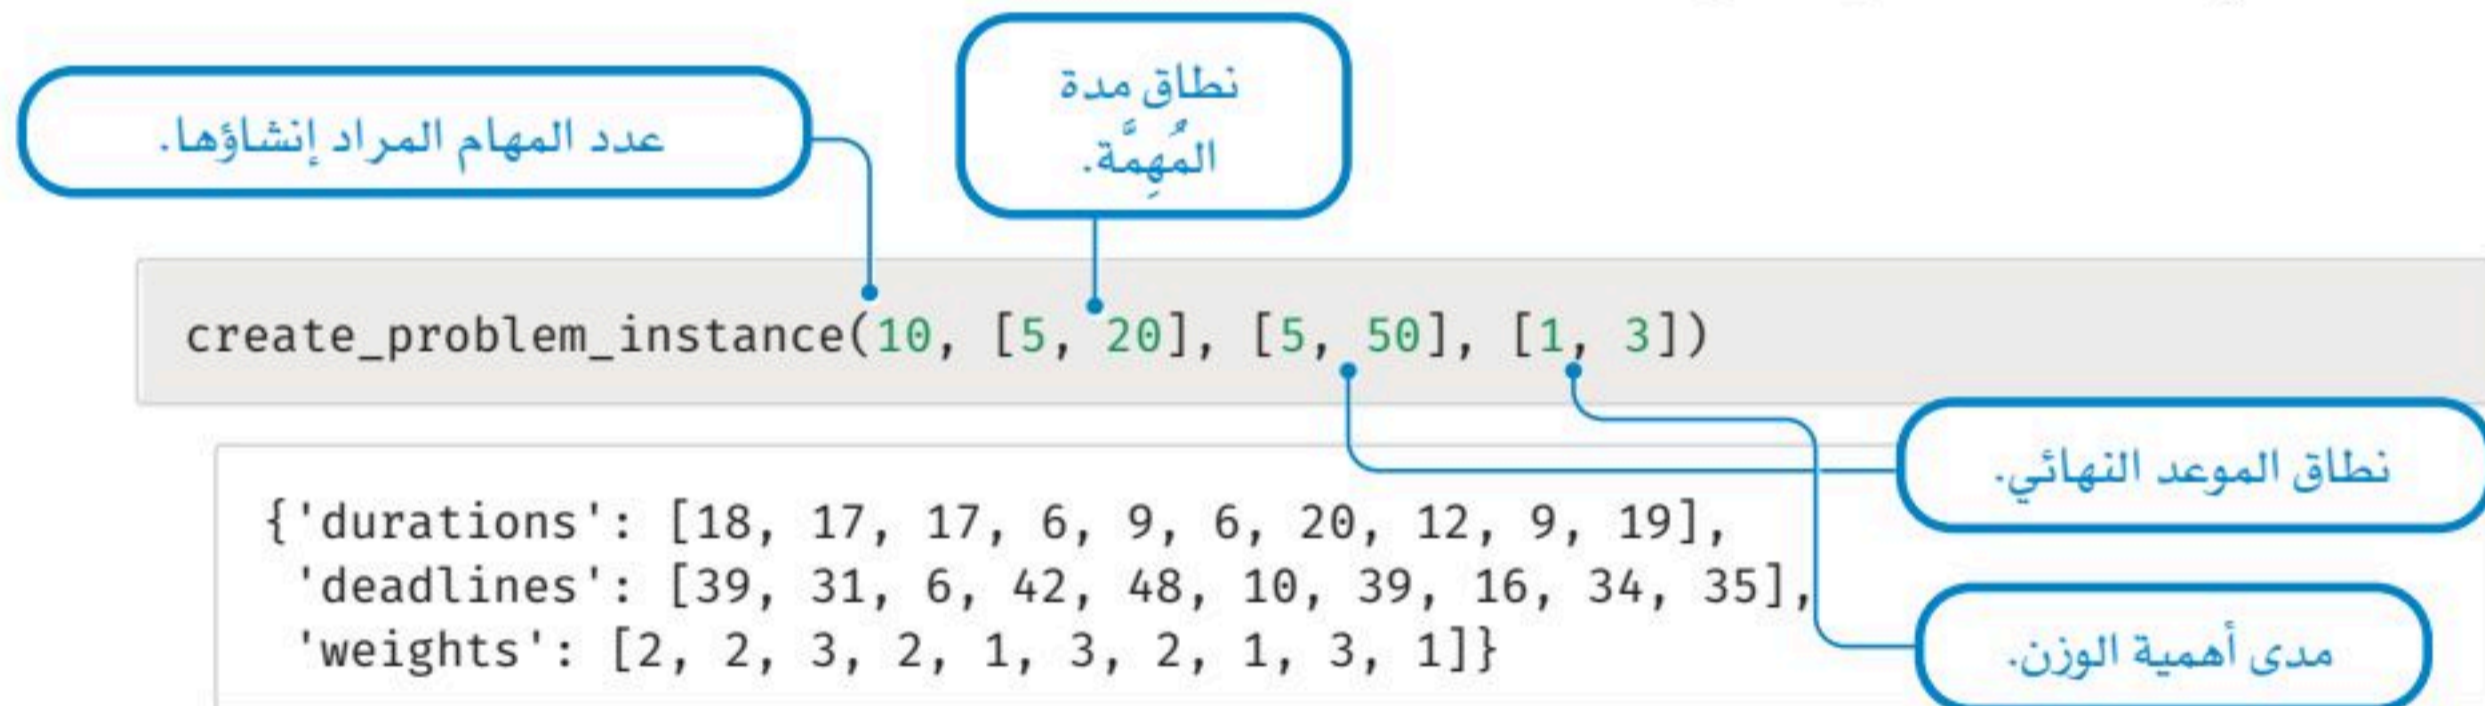 نطاق مدة
المُهِمَّة.
عدد المهام المراد إنشاؤها.
create_problem_instance(10, [5, 20], [5, 50], [1, 3])
نطاق الموعد النهائي.
{'durations': [18, 17, 17, 6, 9, 6, 20, 12, 9, 19],
'deadlines': [39, 31, 6, 42, 48, 10, 39, 16, 34, 35],
'weights': [2, 2, 3, 2, 1, 3, 2, 1, 3, 1]}
مدى أهمية الوزن.